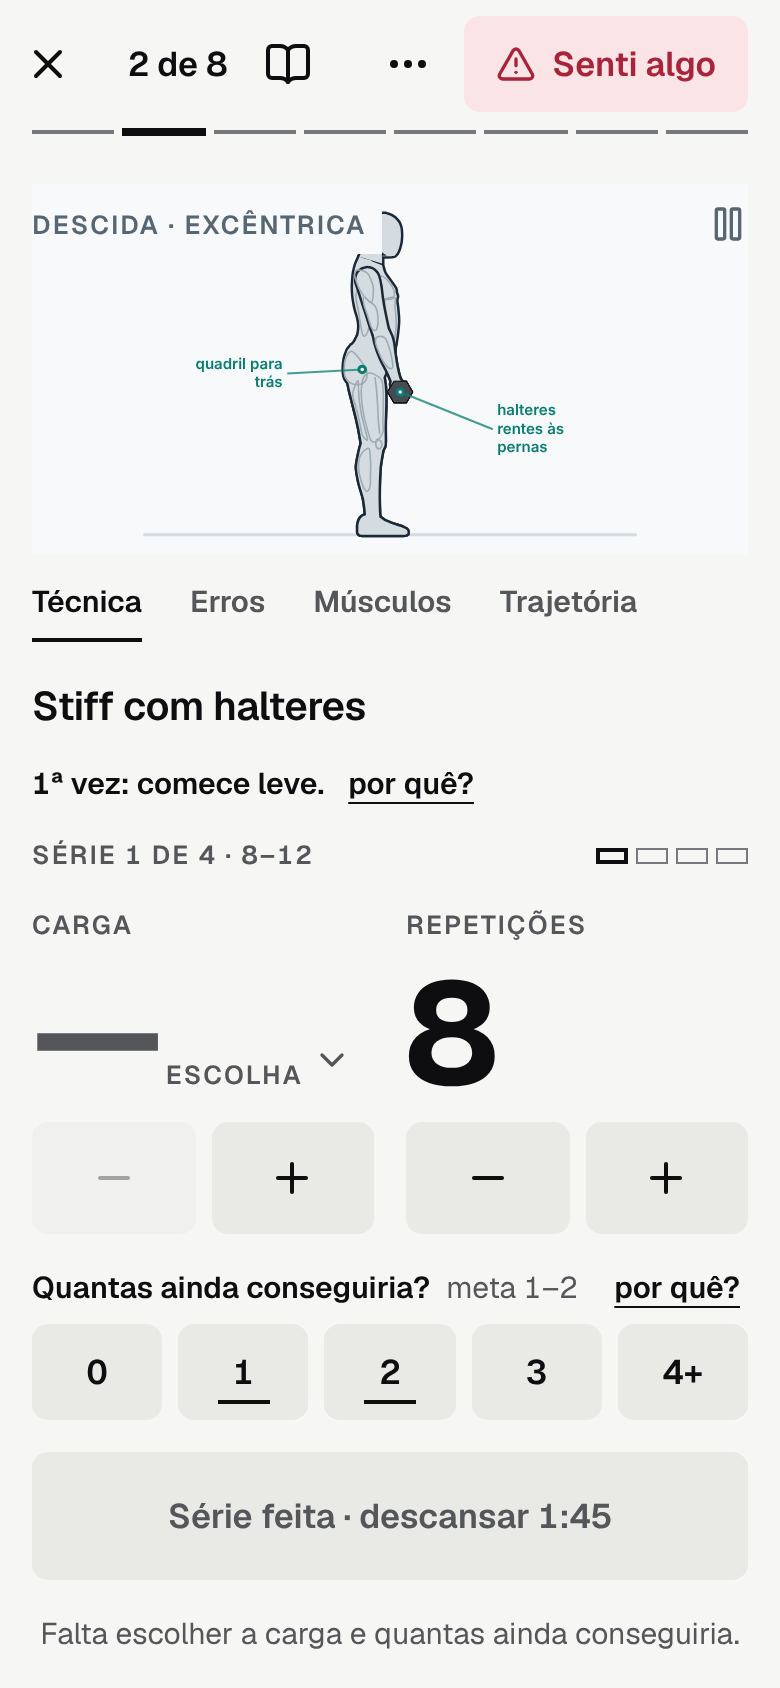 2 de 8
Senti algo
DESCIDA · EXCÊNTRICA
quadril para
trás
halteres
rentes às
pernas
Técnica Erros Músculos Trajetória
Stiff com halteres
1ª vez: comece leve. por quê?
SÉRIE 1 DE 4 · 8–12
CARGA
REPETIÇÕES
— ESCOLHA
8
− + − +
Quantas ainda conseguiria? meta 1–2 por quê?
0 1 2 3 4+
Série feita · descansar 1:45
Falta escolher a carga e quantas ainda conseguiria.